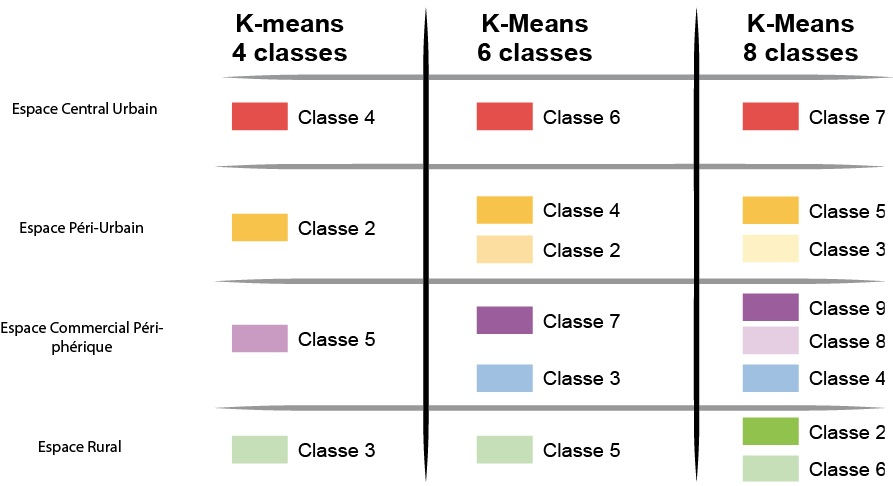 K-means
4 classes
K-Means
6 classes
K-Means
8 classes
Espace Central Urbain
Classe 4
Classe 6
Classe 7
Espace Péri-Urbain
Classe 2
Classe 4
Classe 2
Classe 5
Classe 3
Espace Commercial Péri-
phérique
Classe 5
Classe 7
Classe 3
Classe 9
Classe 8
Classe 4
Espace Rural
Classe 3
Classe 5
Classe 2
Classe 6